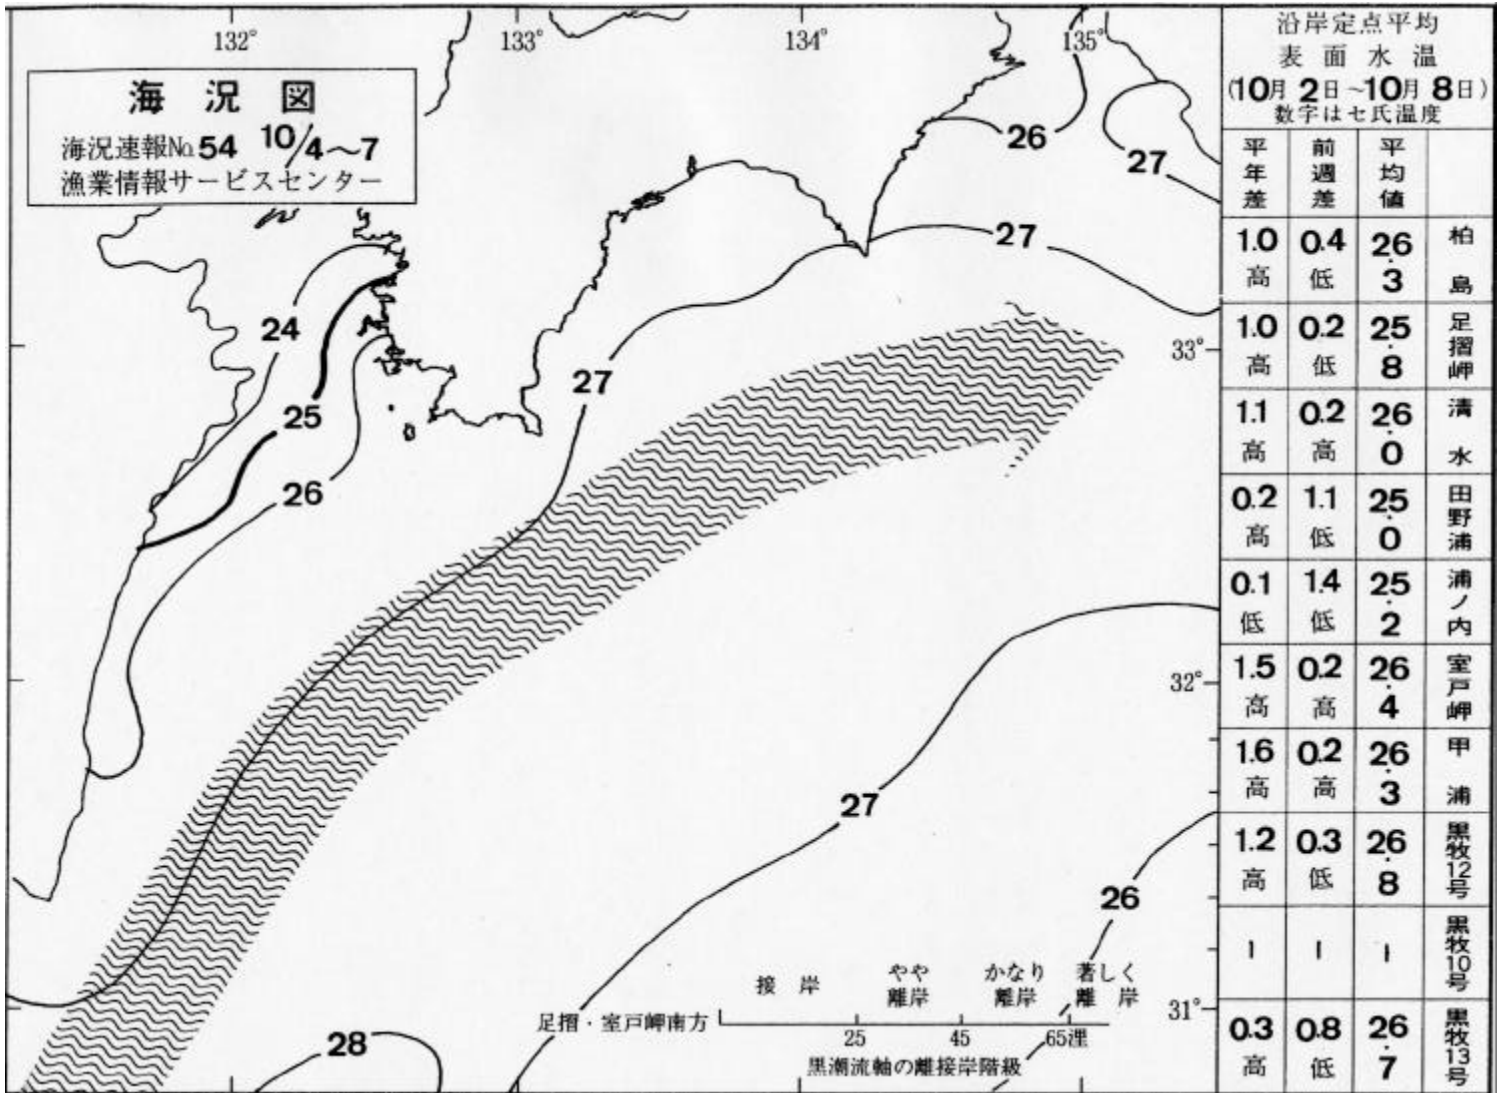 132°
133°
134°
135°
海況図
海況速報No.54 10/4～7
漁業情報サービスセンター
26
27
27
24
25
26
27
33°
32°
27
26
28
31°
接岸
やや離岸
かなり離岸
著しく離岸
足摺・室戸岬南方
25
45
65浬
黒潮流軸の離接岸階級
沿岸定点平均
表面水温
(10月2日～10月8日)
数字はセ氏温度
平年差 前週差 平均値
1.0高 0.4低 26.3 柏島
1.0高 0.2低 25.8 足摺岬
1.1高 0.2高 26.0 清水
0.2高 1.1低 25.0 田野浦
0.1低 1.4低 25.2 浦ノ内
1.5高 0.2高 26.4 室戸岬
1.6高 0.2高 26.3 甲浦
1.2高 0.3低 26.8 黒牧12号
ー ー ー 黒牧10号
0.3高 0.8低 26.7 黒牧13号